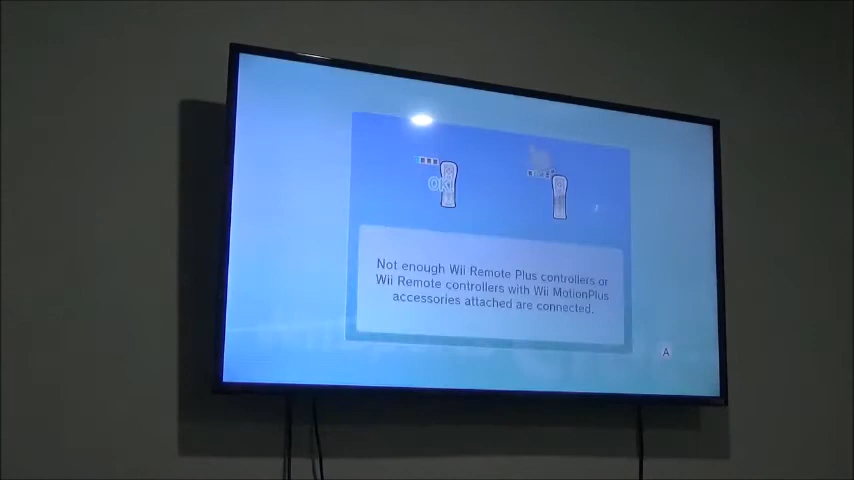 OK!
Not enough Wii Remote Plus controllers or
Wii Remote controllers with Wii MotionPlus
accessories attached are connected.
A